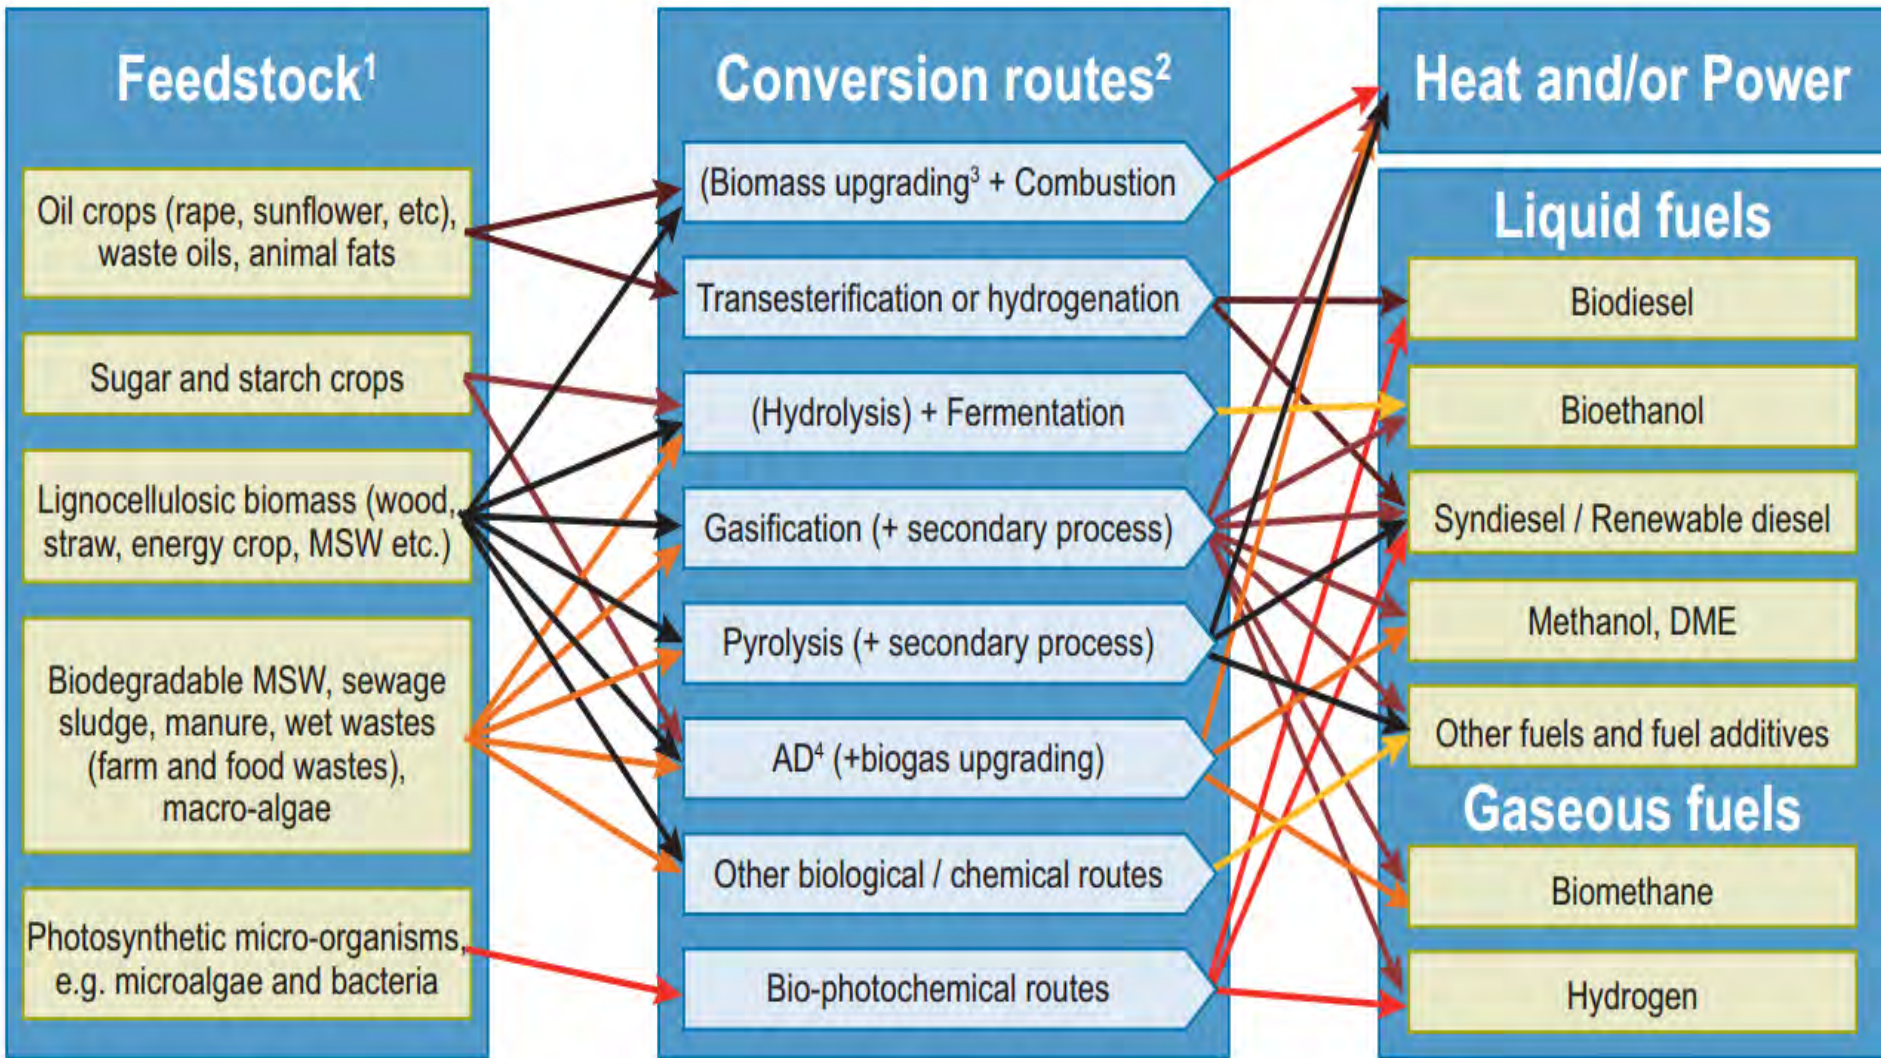 Feedstock¹
Oil crops (rape, sunflower, etc),
waste oils, animal fats
Sugar and starch crops
Lignocellulosic biomass (wood,
straw, energy crop, MSW etc.)
Biodegradable MSW, sewage
sludge, manure, wet wastes
(farm and food wastes),
macro-algae
Photosynthetic micro-organisms,
e.g. microalgae and bacteria
Conversion routes²
(Biomass upgrading³ + Combustion
Transesterification or hydrogenation
(Hydrolysis) + Fermentation
Gasification (+ secondary process)
Pyrolysis (+ secondary process)
AD⁴ (+biogas upgrading)
Other biological / chemical routes
Bio-photochemical routes
Heat and/or Power
Liquid fuels
Biodiesel
Bioethanol
Syndiesel / Renewable diesel
Methanol, DME
Other fuels and fuel additives
Gaseous fuels
Biomethane
Hydrogen